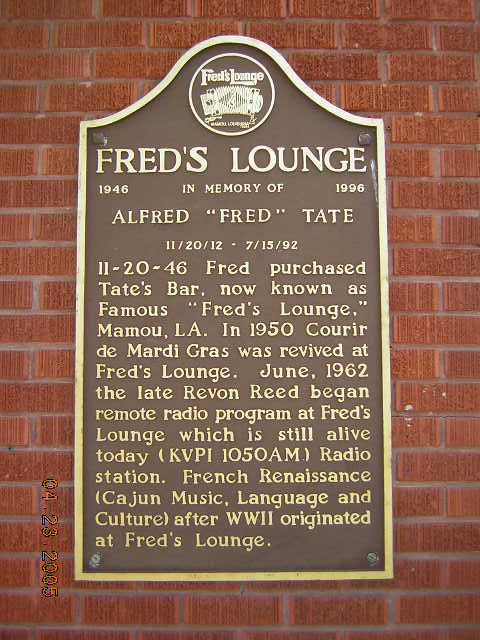 Fred's Lounge
MAMOU, LOUISIANA
FRED'S LOUNGE
1946 IN MEMORY OF 1996
ALFRED "FRED" TATE
11/20/12 - 7/15/92
11-20-46 Fred purchased
Tate's Bar, now known as
Famous "Fred's Lounge,"
Mamou, LA. In 1950 Courir
de Mardi Gras was revived at
Fred's Lounge. June, 1962
the late Revon Reed began
remote radio program at Fred's
Lounge which is still alive
today (KVPI 1050AM) Radio
station. French Renaissance
(Cajun Music, Language and
Culture) after WWII originated
at Fred's Lounge.
04.23.2005